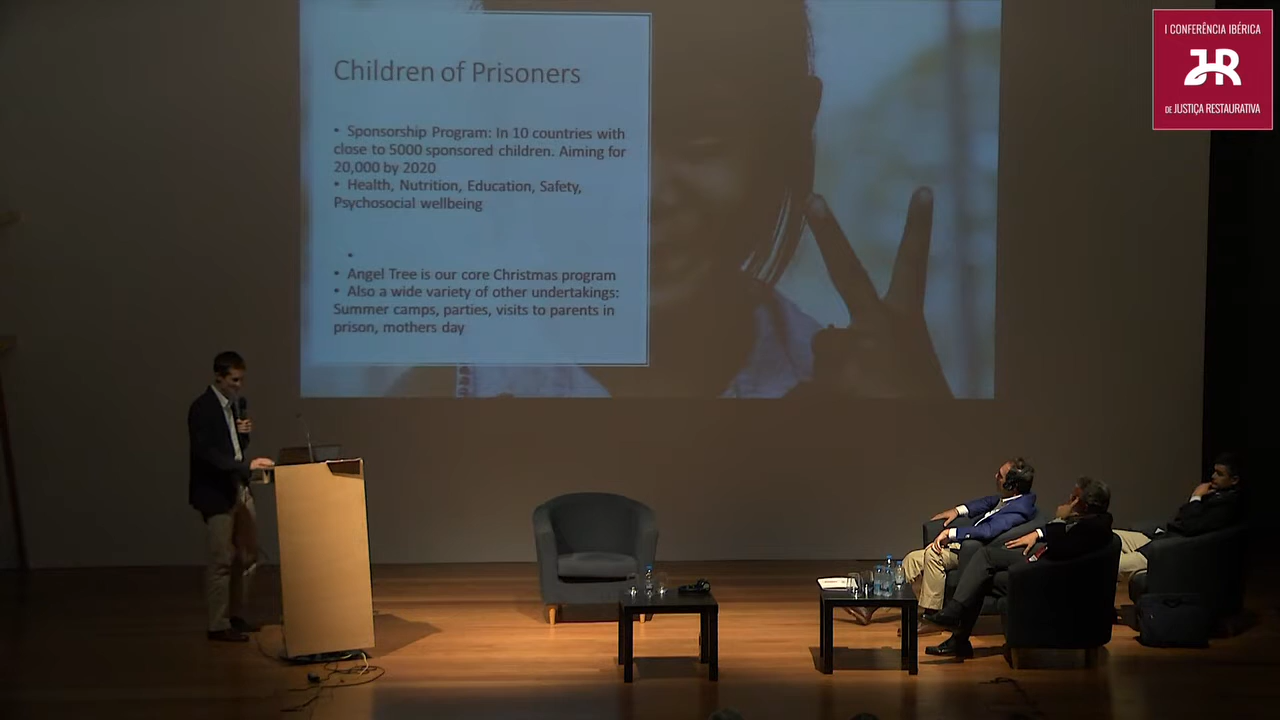 Children of Prisoners
• Sponsorship Program: In 10 countries with
close to 5000 sponsored children. Aiming for
20,000 by 2020
• Health, Nutrition, Education, Safety,
Psychosocial wellbeing
•
• Angel Tree is our core Christmas program
• Also a wide variety of other undertakings:
Summer camps, parties, visits to parents in
prison, mothers day
I CONFERÊNCIA IBÉRICA
JR
DE JUSTIÇA RESTAURATIVA